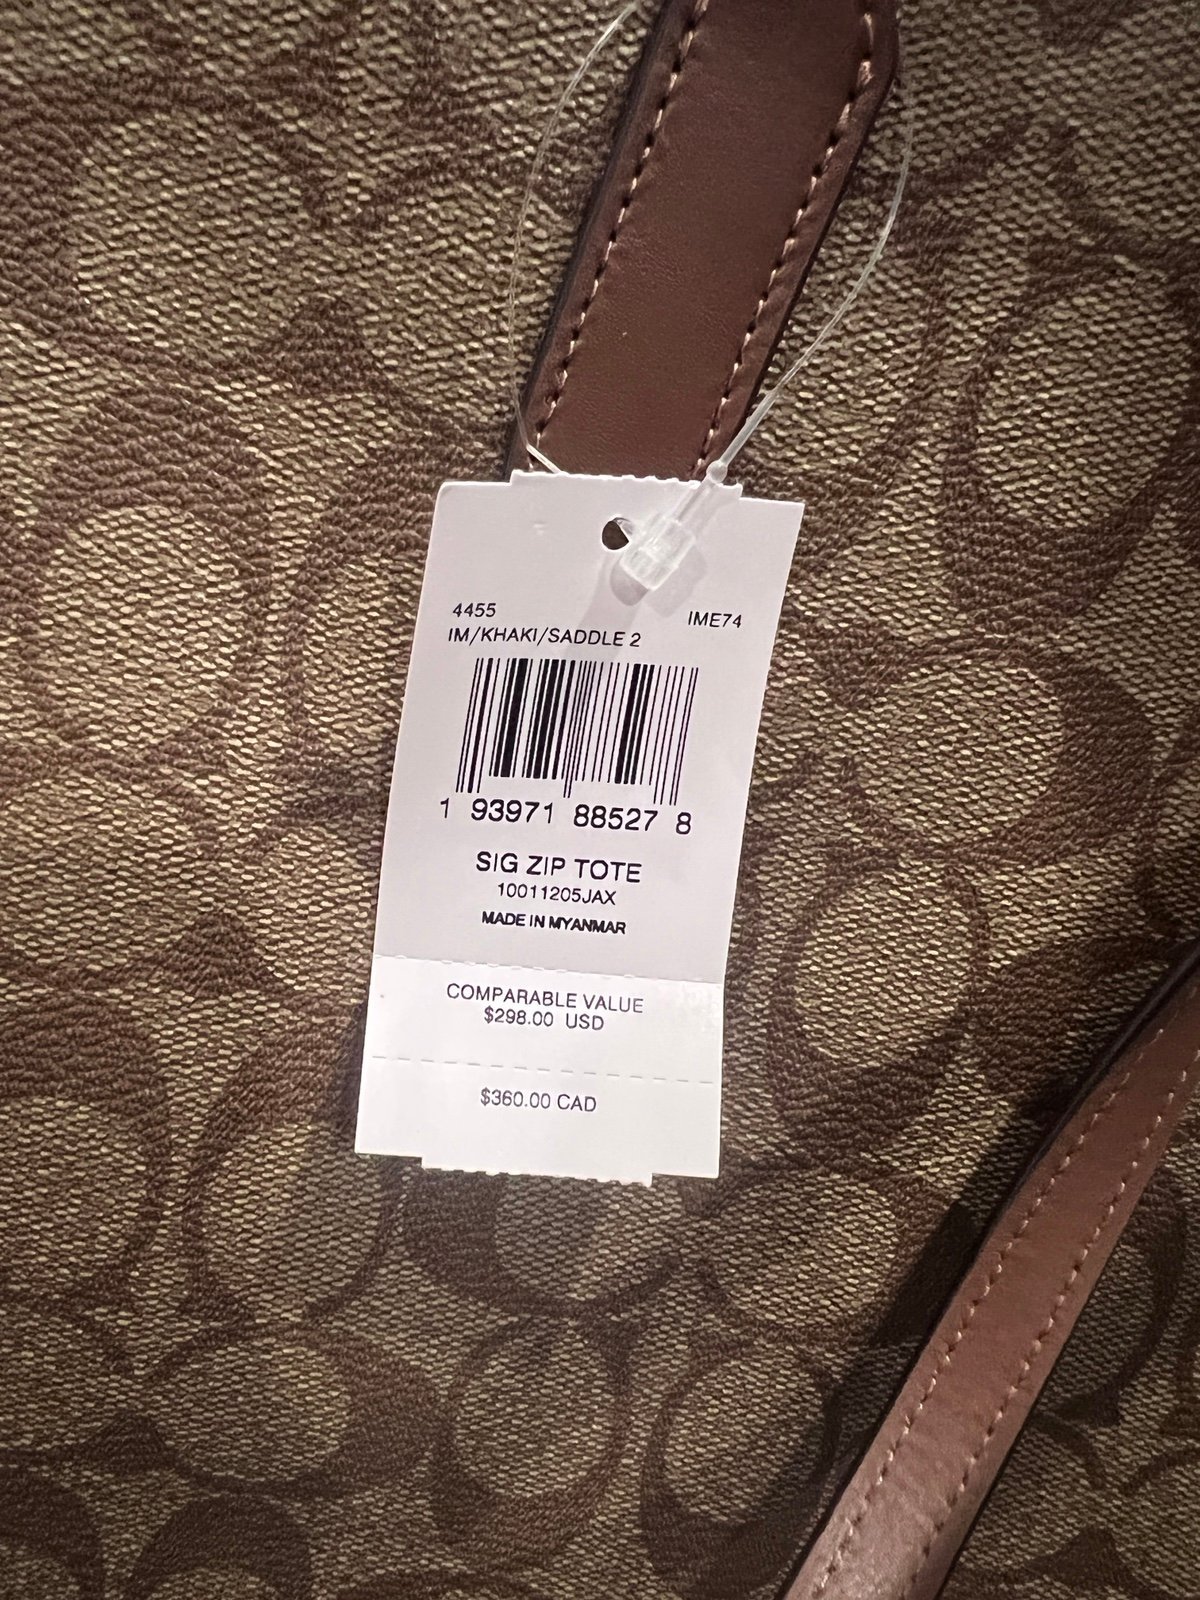 4455 IME74
IM/KHAKI/SADDLE 2
1 93971 88527 8
SIG ZIP TOTE
10011205JAX
MADE IN MYANMAR
COMPARABLE VALUE
$298.00 USD
$360.00 CAD